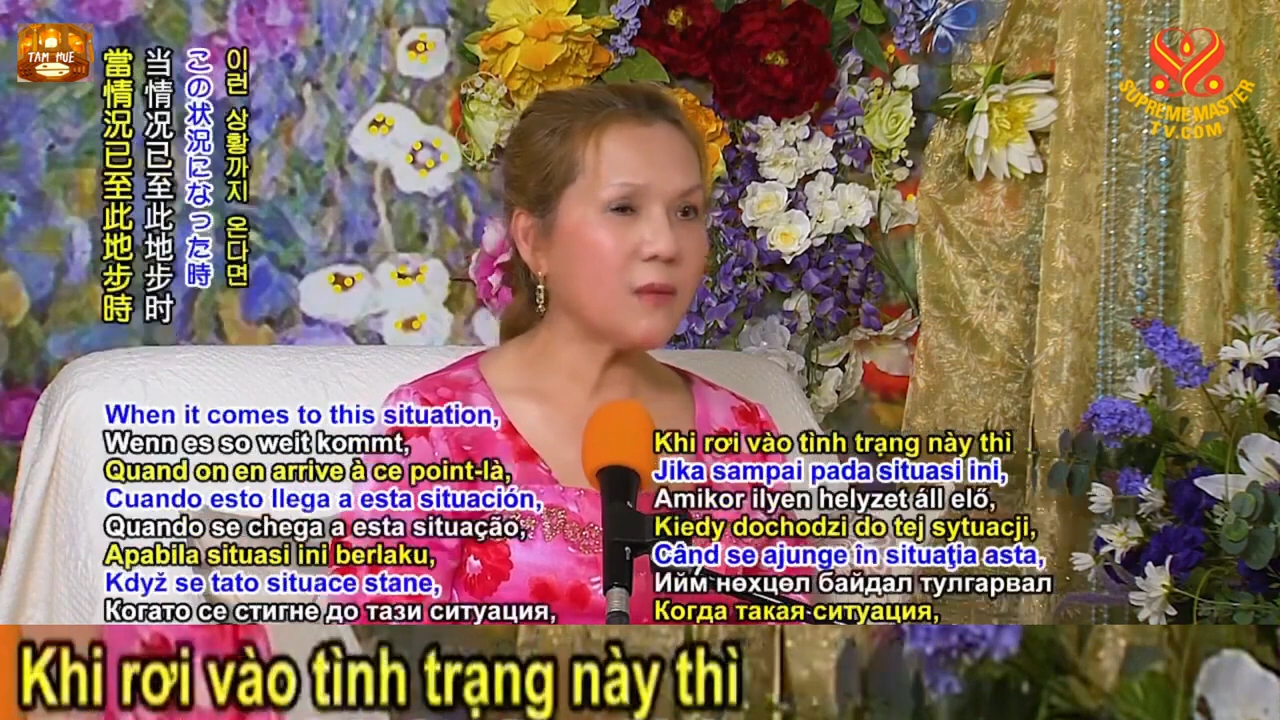 TAM HUE
SUPREME MASTER
TV.COM
當情況已至此地步時
当情况已至此地步时
この状況になった時
이런 상황까지 온다면
When it comes to this situation,
Wenn es so weit kommt,
Quand on en arrive à ce point-là,
Cuando esto llega a esta situación,
Quando se chega a esta situação,
Apabila situasi ini berlaku,
Když se tato situace stane,
Когато се стигне до тази ситуация,
Khi rơi vào tình trạng này thì
Jika sampai pada situasi ini,
Amikor ilyen helyzet áll elő,
Kiedy dochodzi do tej sytuacji,
Când se ajunge în situaţia asta,
Ийм нөхцөл байдал тулгарвал
Когда такая ситуация,
Khi rơi vào tình trạng này thì